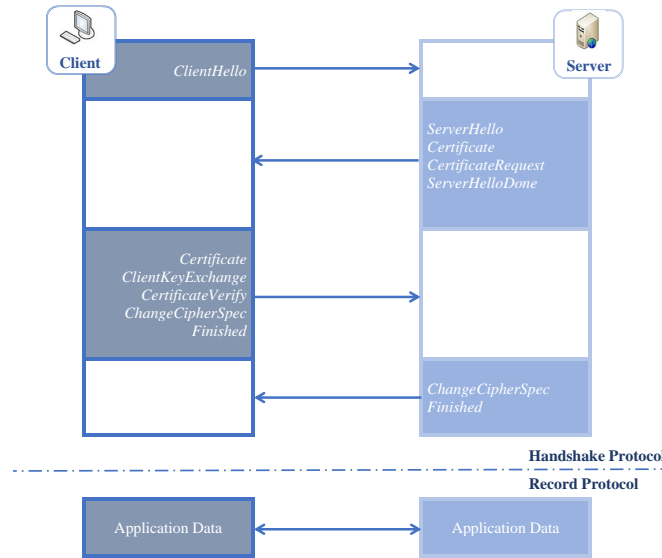 Client
Server
ClientHello
ServerHello
Certificate
CertificateRequest
ServerHelloDone
Certificate
ClientKeyExchange
CertificateVerify
ChangeCipherSpec
Finished
ChangeCipherSpec
Finished
Handshake Protocol
Record Protocol
Application Data
Application Data